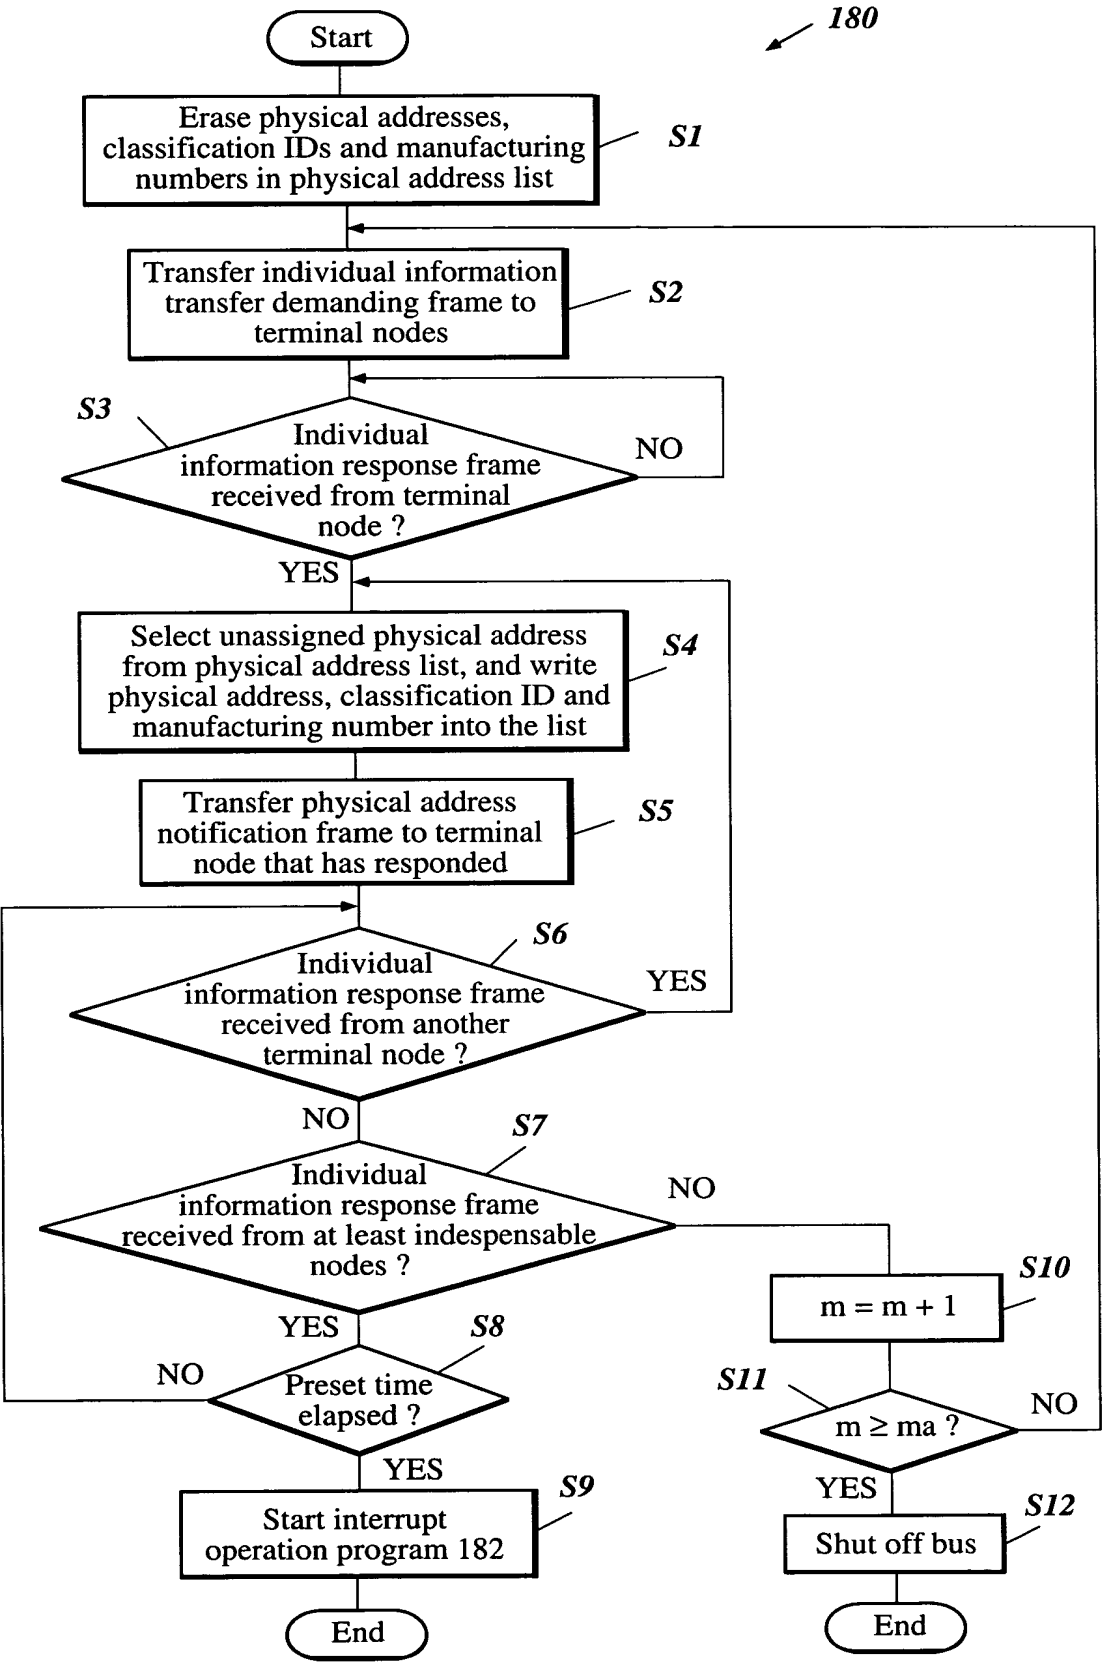 180
Start
Erase physical addresses,
classification IDs and manufacturing
numbers in physical address list
S1
Transfer individual information
transfer demanding frame to
terminal nodes
S2
S3
Individual
information response frame
received from terminal
node ?
NO
YES
Select unassigned physical address
from physical address list, and write
physical address, classification ID and
manufacturing number into the list
S4
Transfer physical address
notification frame to terminal
node that has responded
S5
S6
Individual
information response frame
received from another
terminal node ?
YES
NO
S7
Individual
information response frame
received from at least indespensable
nodes ?
NO
YES
S8
Preset time
elapsed ?
NO
YES
S9
Start interrupt
operation program 182
End
S10
m = m + 1
S11
m ≥ ma ?
NO
YES
S12
Shut off bus
End